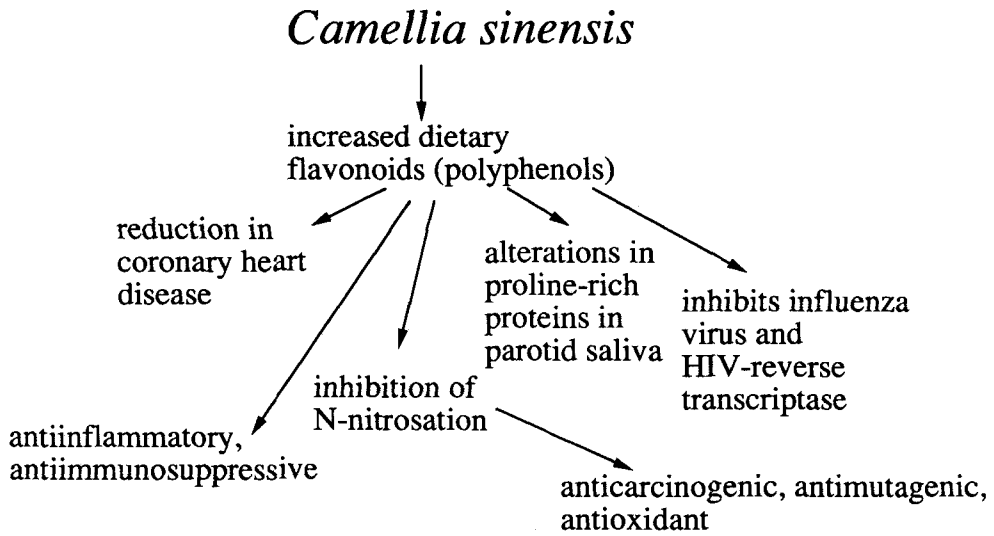 Camellia sinensis
increased dietary
flavonoids (polyphenols)
reduction in
coronary heart
disease
alterations in
proline-rich
proteins in
parotid saliva
inhibits influenza
virus and
HIV-reverse
transcriptase
inhibition of
N-nitrosation
antiinflammatory,
antiimmunosuppressive
anticarcinogenic, antimutagenic,
antioxidant